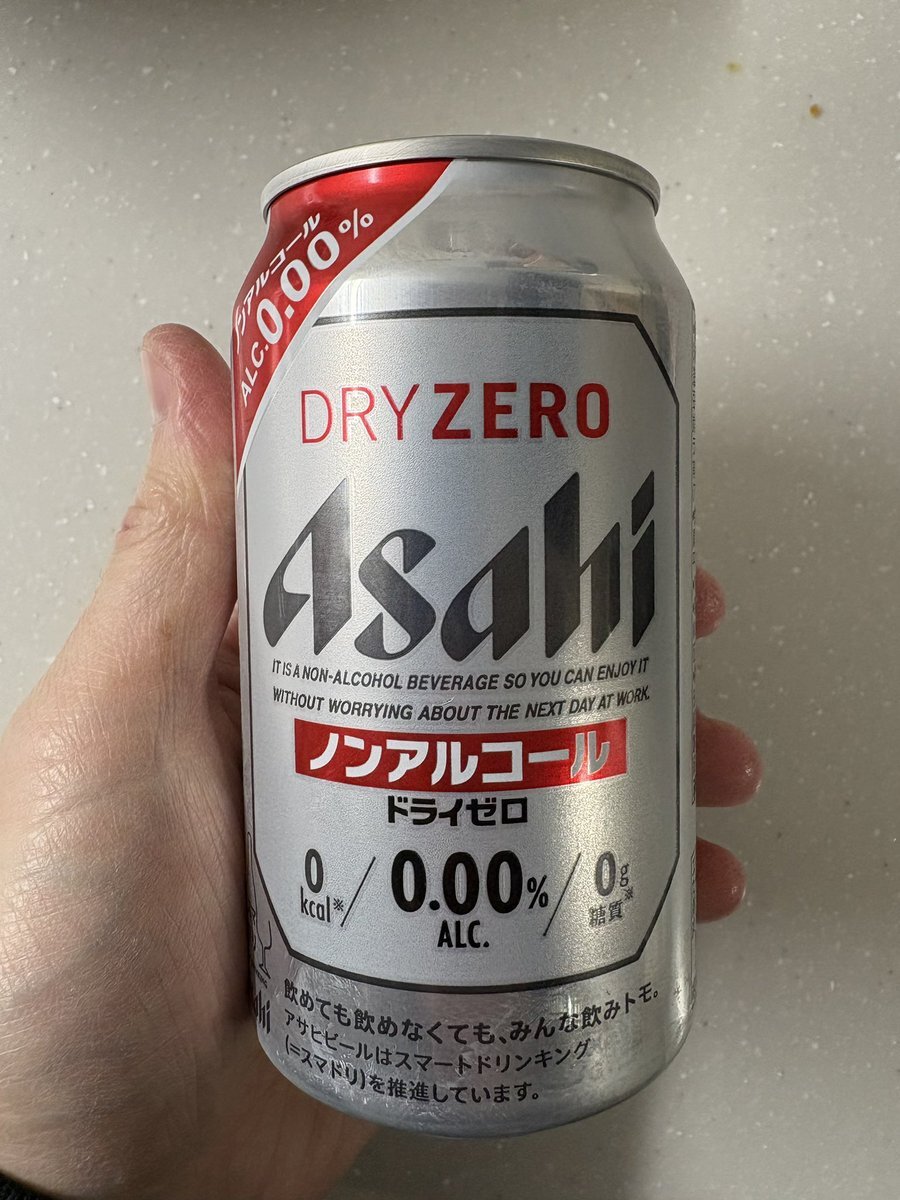 ノンアルコール
ALC.0.00%
DRY ZERO
Asahi
IT IS A NON-ALCOHOL BEVERAGE SO YOU CAN ENJOY IT
WITHOUT WORRYING ABOUT THE NEXT DAY AT WORK.
ノンアルコール
ドライゼロ
0kcal※/0.00%ALC./0g糖質※
飲めても飲めなくても、みんな飲みトモ。
アサヒビールはスマートドリンキング
(=スマドリ)を推進しています。